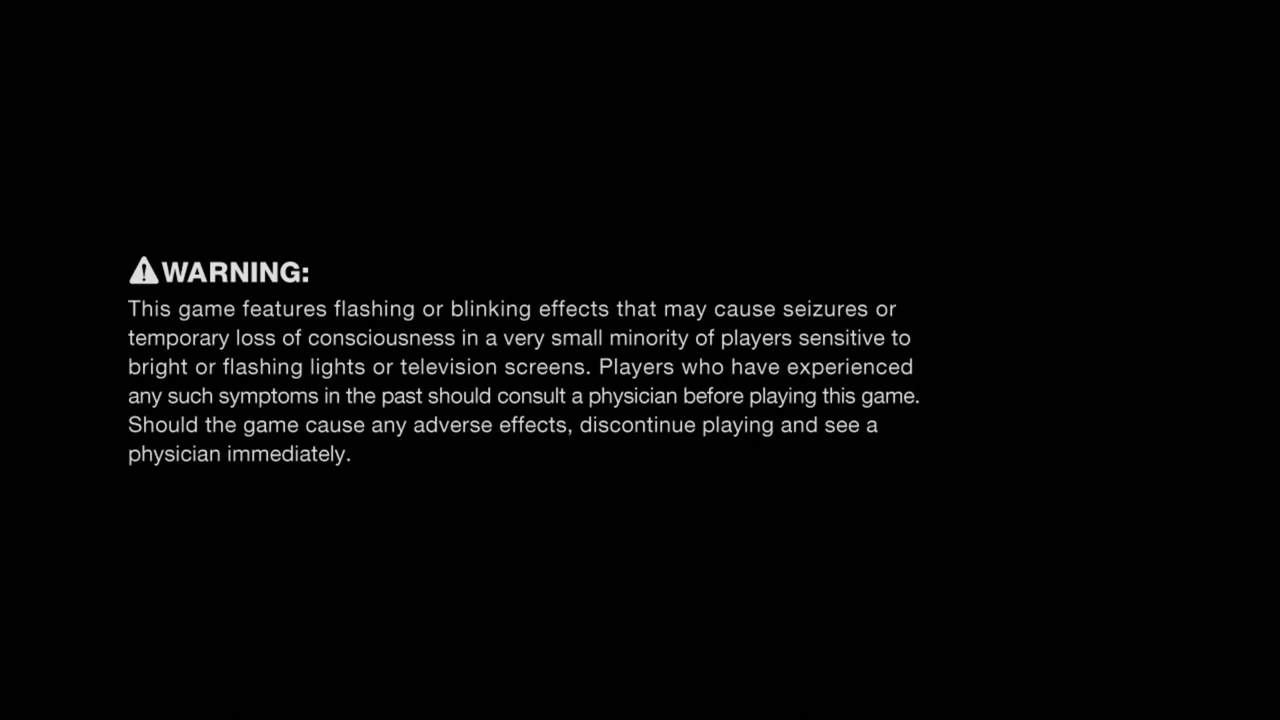 ⚠WARNING:
This game features flashing or blinking effects that may cause seizures or
temporary loss of consciousness in a very small minority of players sensitive to
bright or flashing lights or television screens. Players who have experienced
any such symptoms in the past should consult a physician before playing this game.
Should the game cause any adverse effects, discontinue playing and see a
physician immediately.